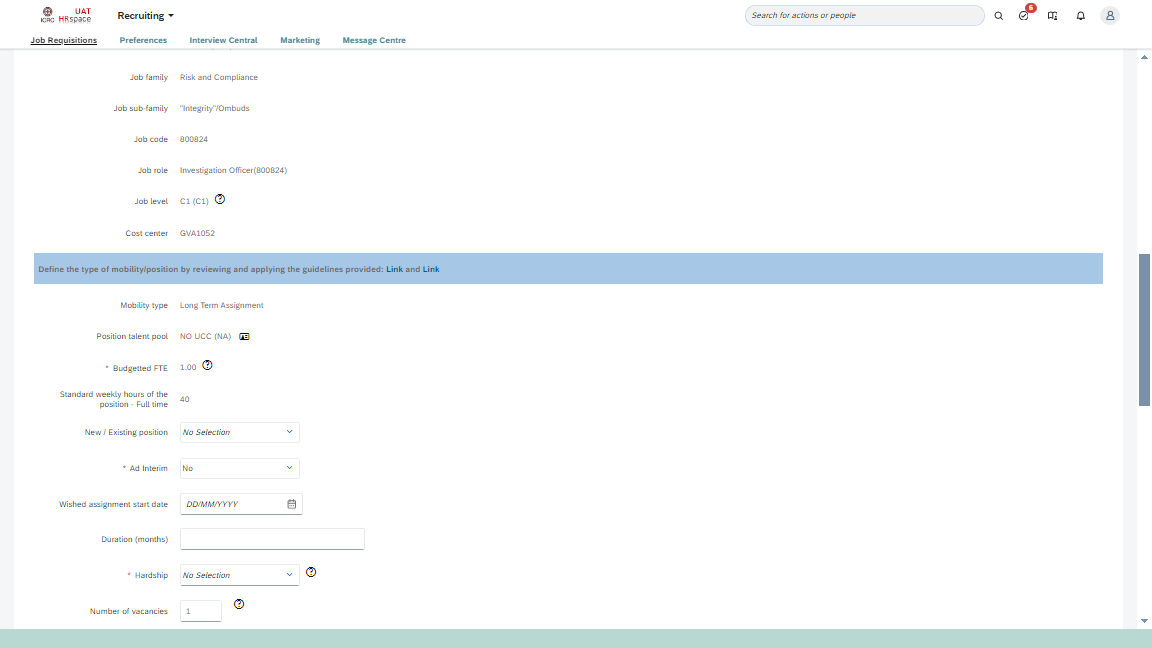 ICRC
UAT
HRspace
Recruiting
Search for actions or people
6
Job Requisitions
Preferences
Interview Central
Marketing
Message Centre
Job family
Risk and Compliance
Job sub-family
"Integrity"/Ombuds
Job code
800824
Job role
Investigation Officer(800824)
Job level
C1 (C1)
Cost center
GVA1052
Define the type of mobility/position by reviewing and applying the guidelines provided: Link and Link
Mobility type
Long Term Assignment
Position talent pool
NO UCC (NA)
* Budgetted FTE
1.00
Standard weekly hours of the
position - Full time
40
New / Existing position
No Selection
* Ad Interim
No
Wished assignment start date
DD/MM/YYYY
Duration (months)
* Hardship
No Selection
Number of vacancies
1